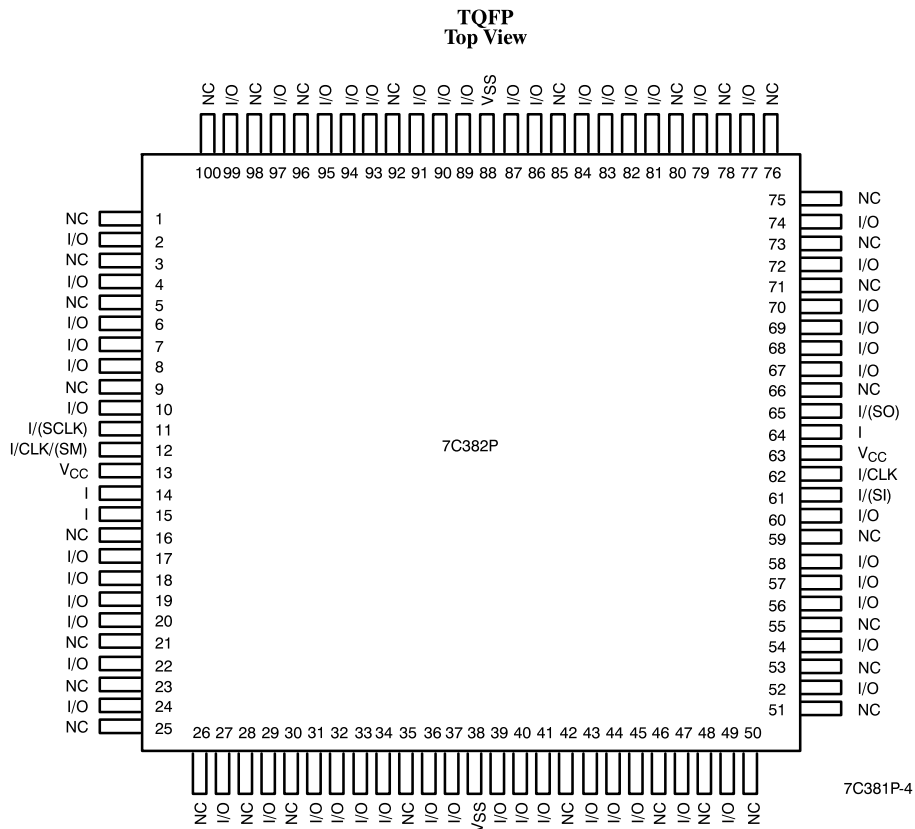 TQFP
Top View
NC I/O NC I/O NC I/O I/O I/O NC I/O I/O I/O VSS I/O I/O NC I/O I/O I/O I/O NC I/O NC I/O NC
100 99 98 97 96 95 94 93 92 91 90 89 88 87 86 85 84 83 82 81 80 79 78 77 76
NC 1
I/O 2
NC 3
I/O 4
NC 5
I/O 6
I/O 7
I/O 8
NC 9
I/O 10
I/(SCLK) 11
I/CLK/(SM) 12
VCC 13
I 14
I 15
NC 16
I/O 17
I/O 18
I/O 19
I/O 20
NC 21
I/O 22
NC 23
I/O 24
NC 25
7C382P
75 NC
74 I/O
73 NC
72 I/O
71 NC
70 I/O
69 I/O
68 I/O
67 I/O
66 NC
65 I/(SO)
64 I
63 VCC
62 I/CLK
61 I/(SI)
60 I/O
59 NC
58 I/O
57 I/O
56 I/O
55 NC
54 I/O
53 NC
52 I/O
51 NC
26 27 28 29 30 31 32 33 34 35 36 37 38 39 40 41 42 43 44 45 46 47 48 49 50
NC I/O NC I/O NC I/O I/O I/O I/O NC I/O I/O VSS I/O I/O I/O NC I/O I/O I/O NC I/O NC I/O NC
7C381P-4